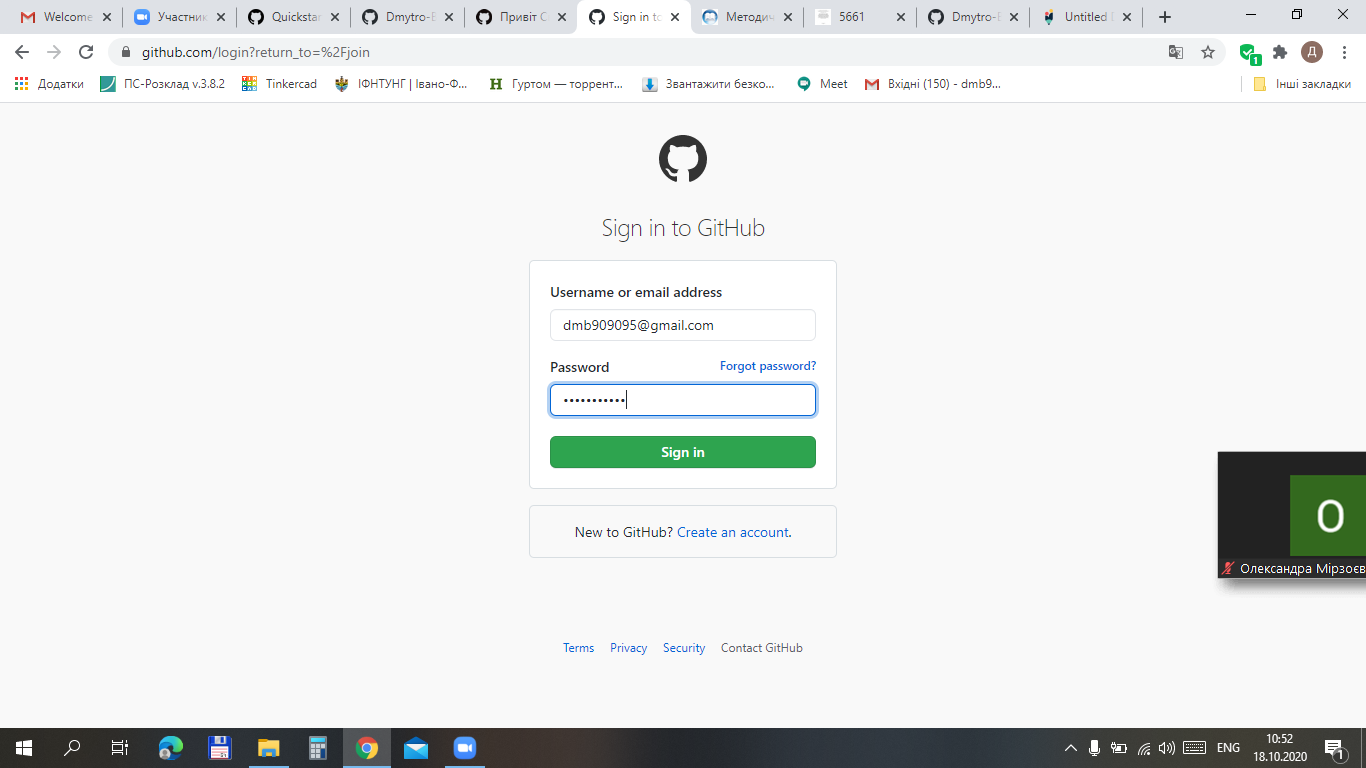 Welcome
Участник
Quickstar
Dmytro-B
Привіт С
Sign in to
Методич
5661
Dmytro-B
Untitled
github.com/login?return_to=%2Fjoin
1
Д
Додатки
ПС-Розклад v.3.8.2
Tinkercad
ІФНТУНГ | Івано-Ф...
Гуртом — торрент...
Звантажити безко...
Meet
Вхідні (150) - dmb9...
Інші закладки
Sign in to GitHub
Username or email address
dmb909095@gmail.com
Password
Forgot password?
•••••••••••
Sign in
New to GitHub? Create an account.
О
Олександра Мірзоєв
Terms
Privacy
Security
Contact GitHub
ENG
10:52
18.10.2020
1